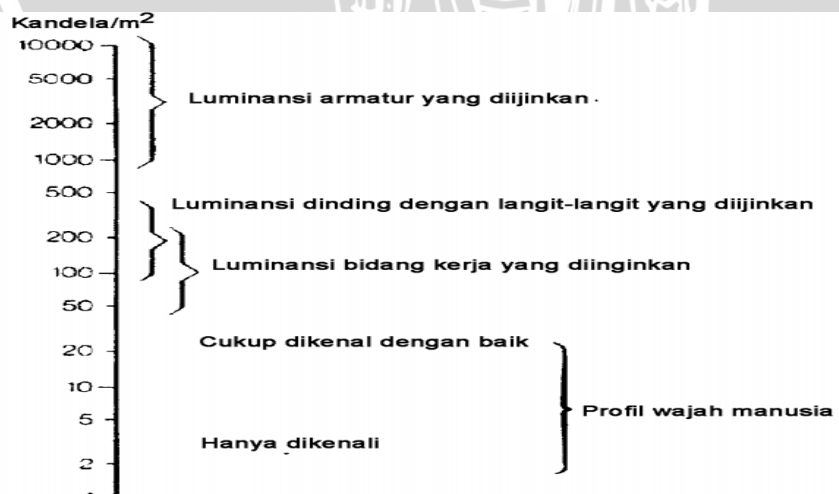 Kandela/m2
10000
Luminansi armatur yang diijinkan
5000
2000
1000
500
Luminansi dinding dengan langit-langit yang diijinkan
200
Luminansi bidang kerja yang diinginkan
100
50
Cukup dikenal dengan baik
20
10
Profil wajah manusia
5
Hanya dikenali
2